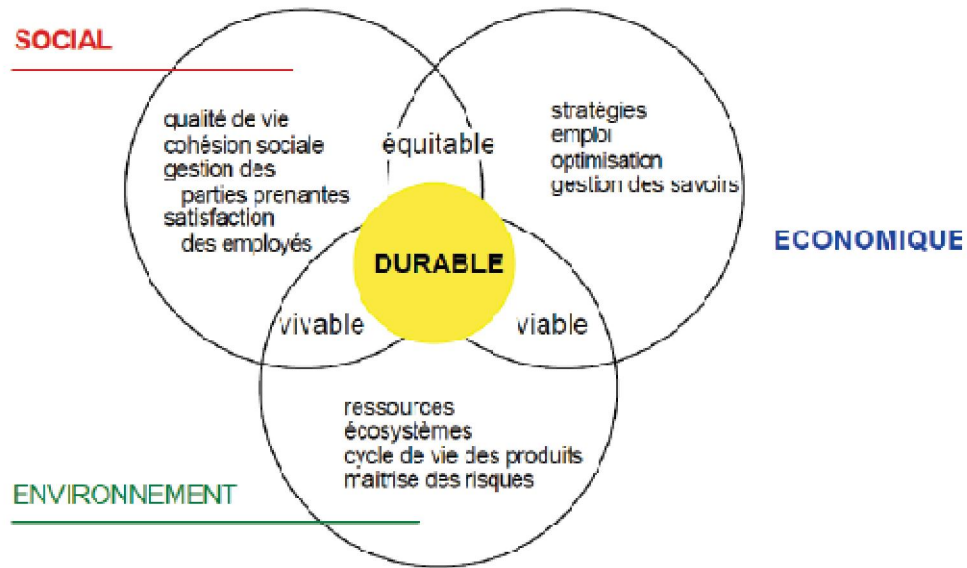 SOCIAL
qualité de vie
cohésion sociale
gestion des
parties prenantes
satisfaction
des employés
équitable
stratégies
emploi
optimisation
gestion des savoirs
ECONOMIQUE
DURABLE
vivable
viable
ressources
écosystèmes
cycle de vie des produits
maîtrise des risques
ENVIRONNEMENT